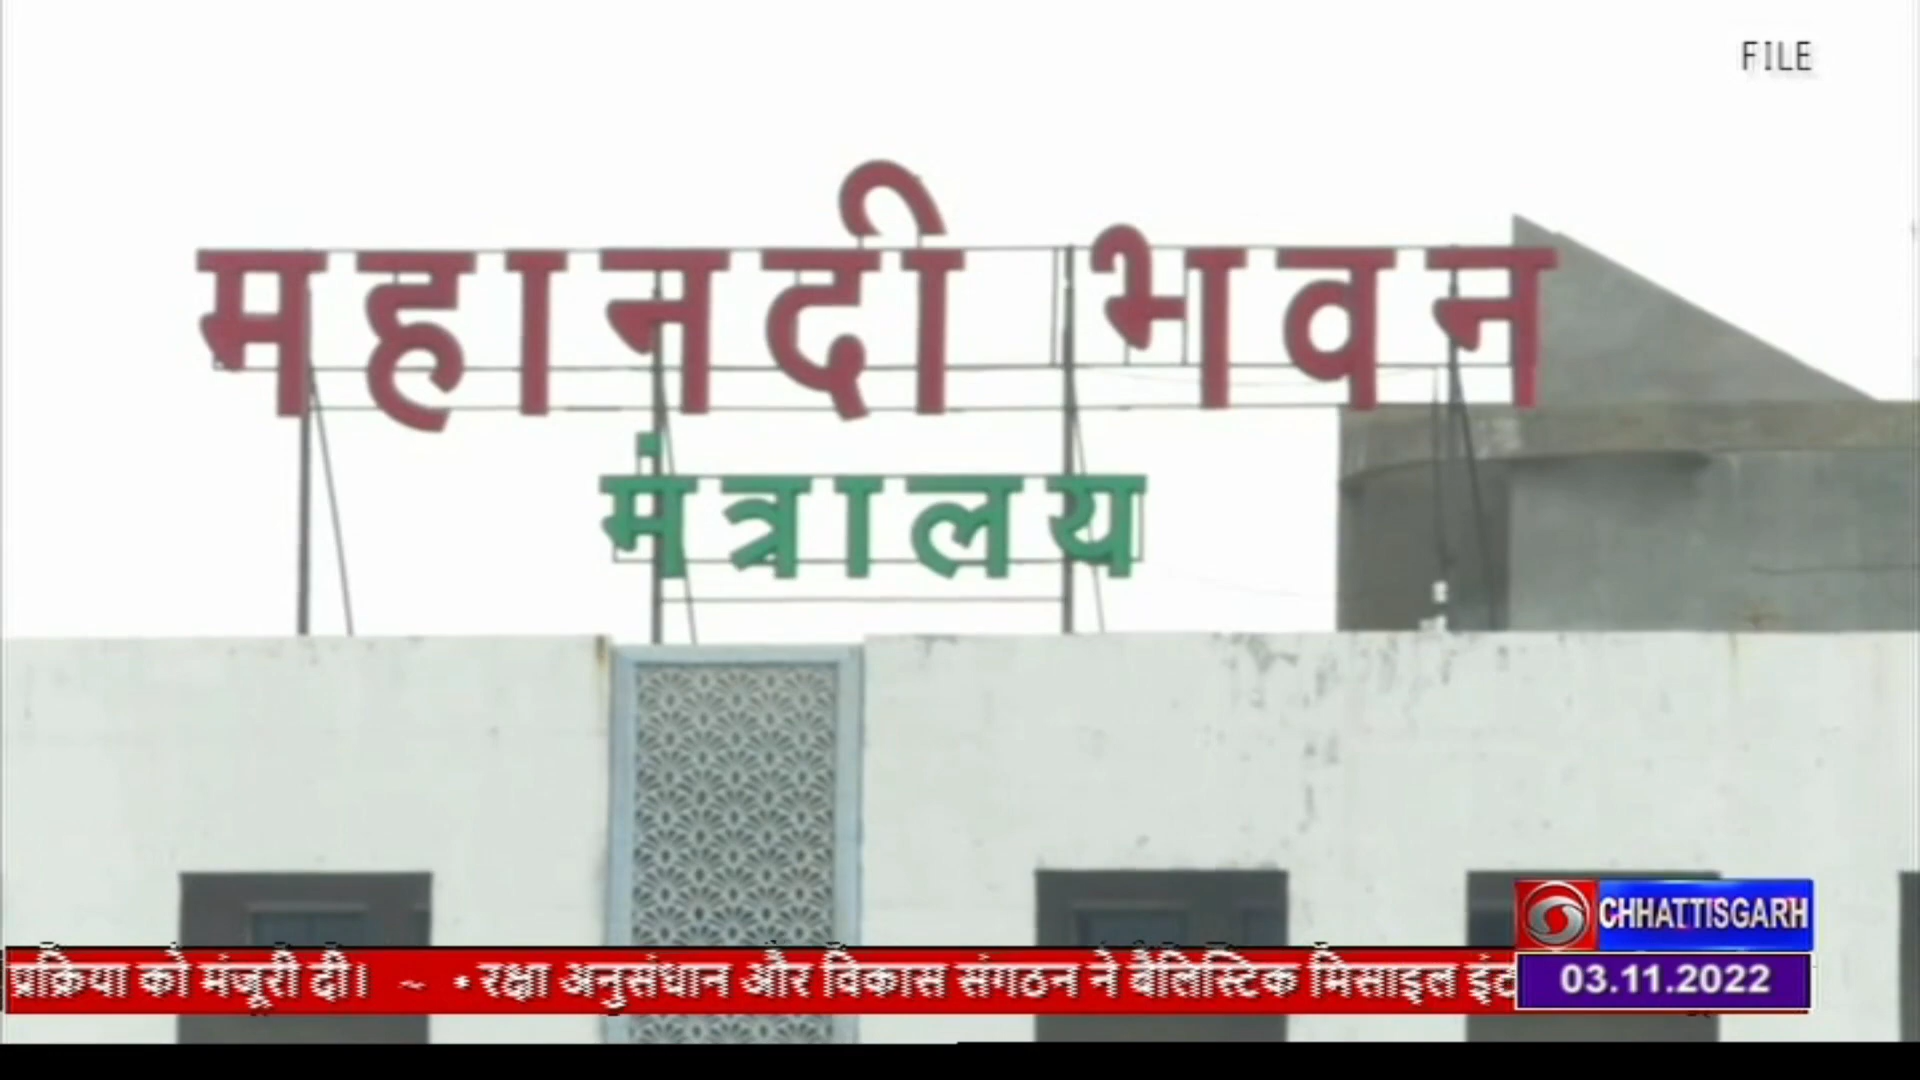 FILE
महानदी भवन
मंत्रालय
CHHATTISGARH
प्रक्रिया को मंजूरी दी। ~ • रक्षा अनुसंधान और विकास संगठन ने बैलिस्टिक मिसाइल
03.11.2022